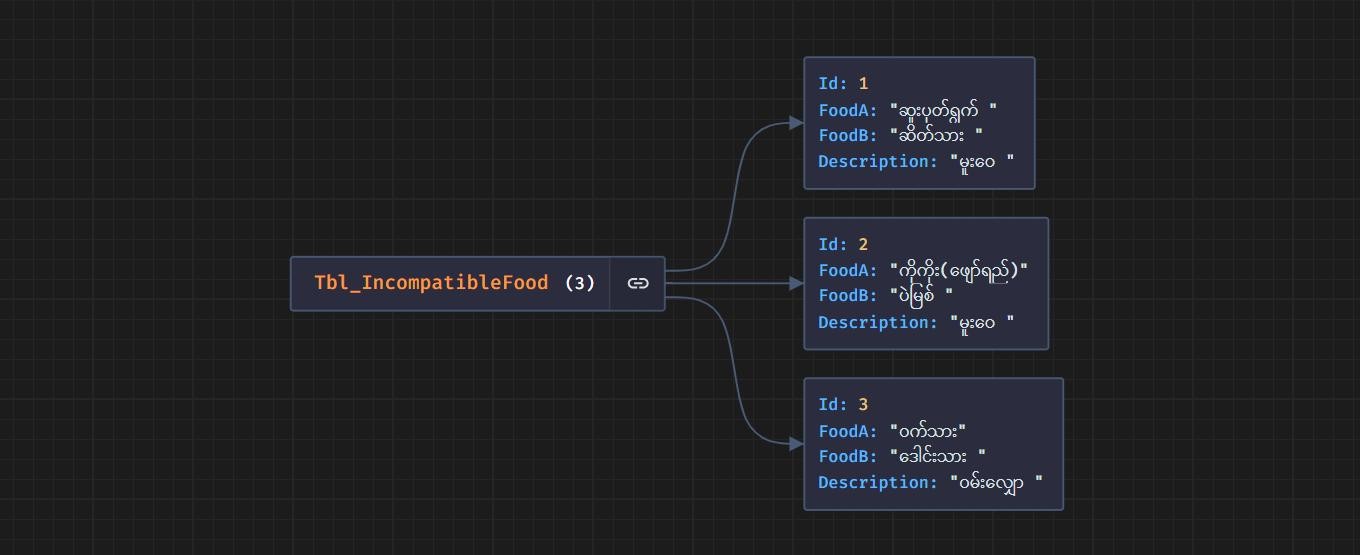 Tbl_IncompatibleFood (3)
Id: 1
FoodA: "ဆူးပုတ်ရွက် "
FoodB: "ဆိတ်သား "
Description: "မူးဝေ "
Id: 2
FoodA: "ကိုကိုး(ဖျော်ရည်)"
FoodB: "ပဲမြစ် "
Description: "မူးဝေ "
Id: 3
FoodA: "ဝက်သား"
FoodB: "ဒေါင်းသား "
Description: "ဝမ်းလျှော "